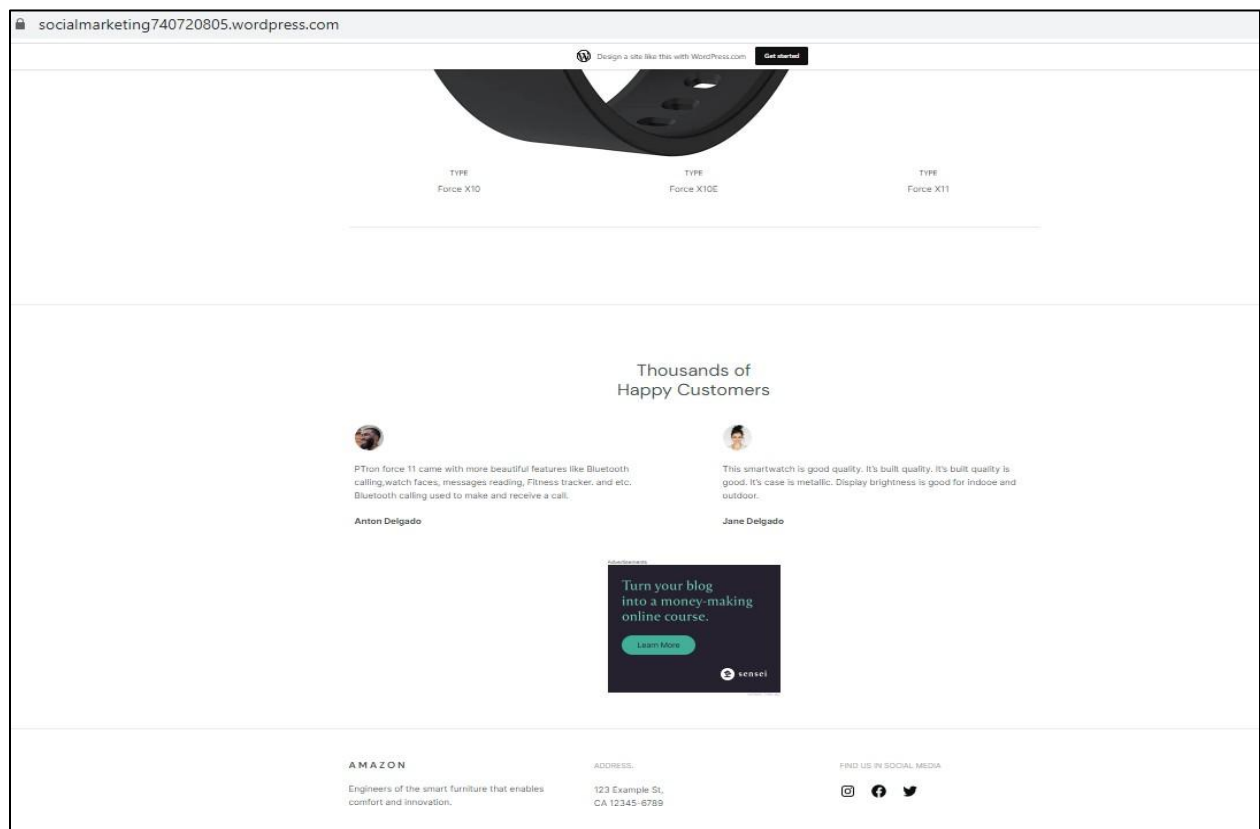 socialmarketing740720805.wordpress.com
Design a site like this with WordPress.com
Get started
TYPE
Force X10
TYPE
Force X10E
TYPE
Force X11
Thousands of
Happy Customers
PTron force 11 came with more beautiful features like Bluetooth
calling,watch faces, messages reading, Fitness tracker. and etc.
Bluetooth calling used to make and receive a call.
Anton Delgado
This smartwatch is good quality. It's built quality. It's built quality is
good. It's case is metallic. Display brightness is good for indooe and
outdoor.
Jane Delgado
Advertisements
Turn your blog
into a money-making
online course.
Learn More
sensei
AMAZON
Engineers of the smart furniture that enables
comfort and innovation.
ADDRESS.
123 Example St,
CA 12345-6789
FIND US IN SOCIAL MEDIA